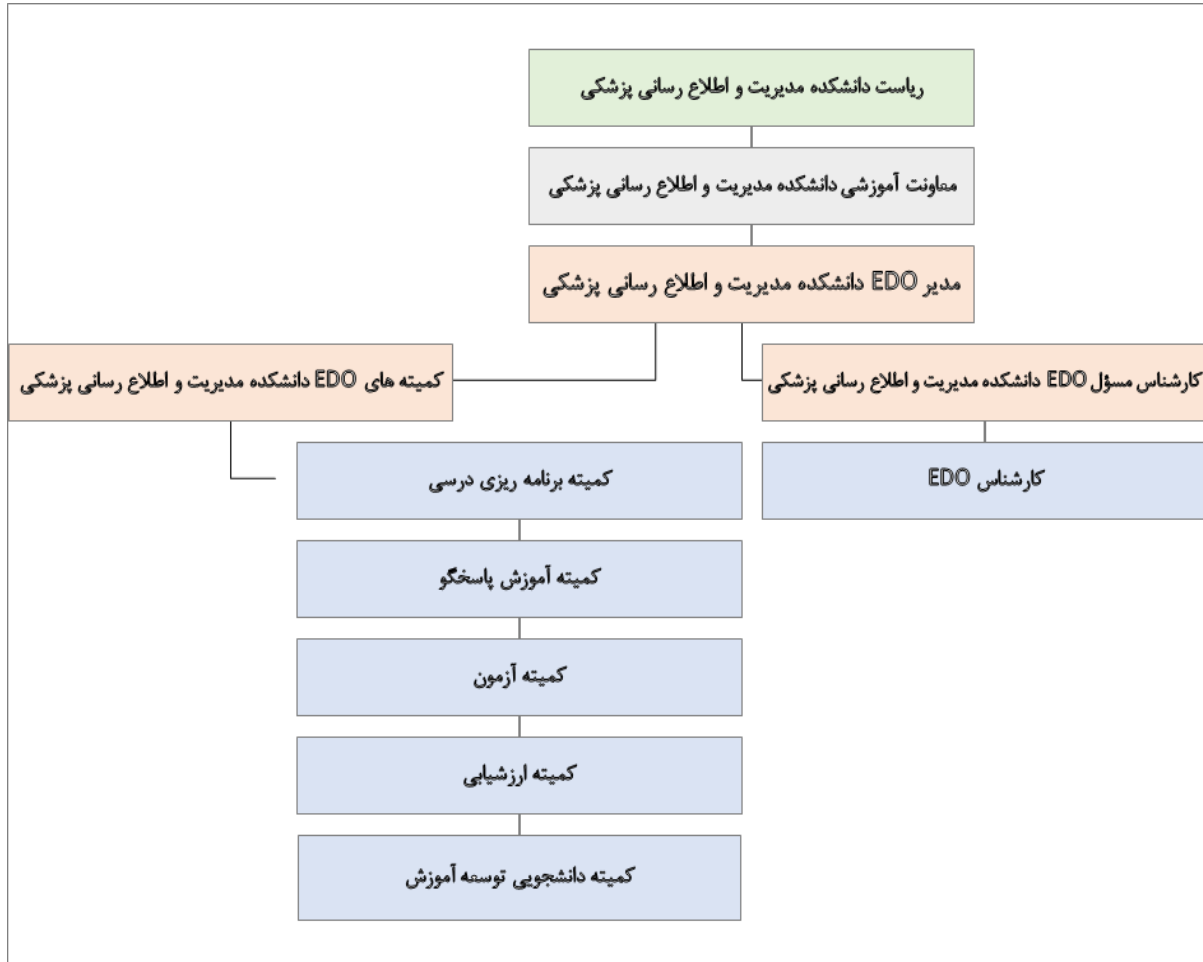 ریاست دانشکده مدیریت و اطلاع رسانی پزشکی
معاونت آموزشی دانشکده مدیریت و اطلاع رسانی پزشکی
مدیر EDO دانشکده مدیریت و اطلاع رسانی پزشکی
کارشناس مسؤل EDO دانشکده مدیریت و اطلاع رسانی پزشکی
کمیته های EDO دانشکده مدیریت و اطلاع رسانی پزشکی
کارشناس EDO
کمیته برنامه ریزی درسی
کمیته آموزش پاسخگو
کمیته آزمون
کمیته ارزشیابی
کمیته دانشجویی توسعه آموزش